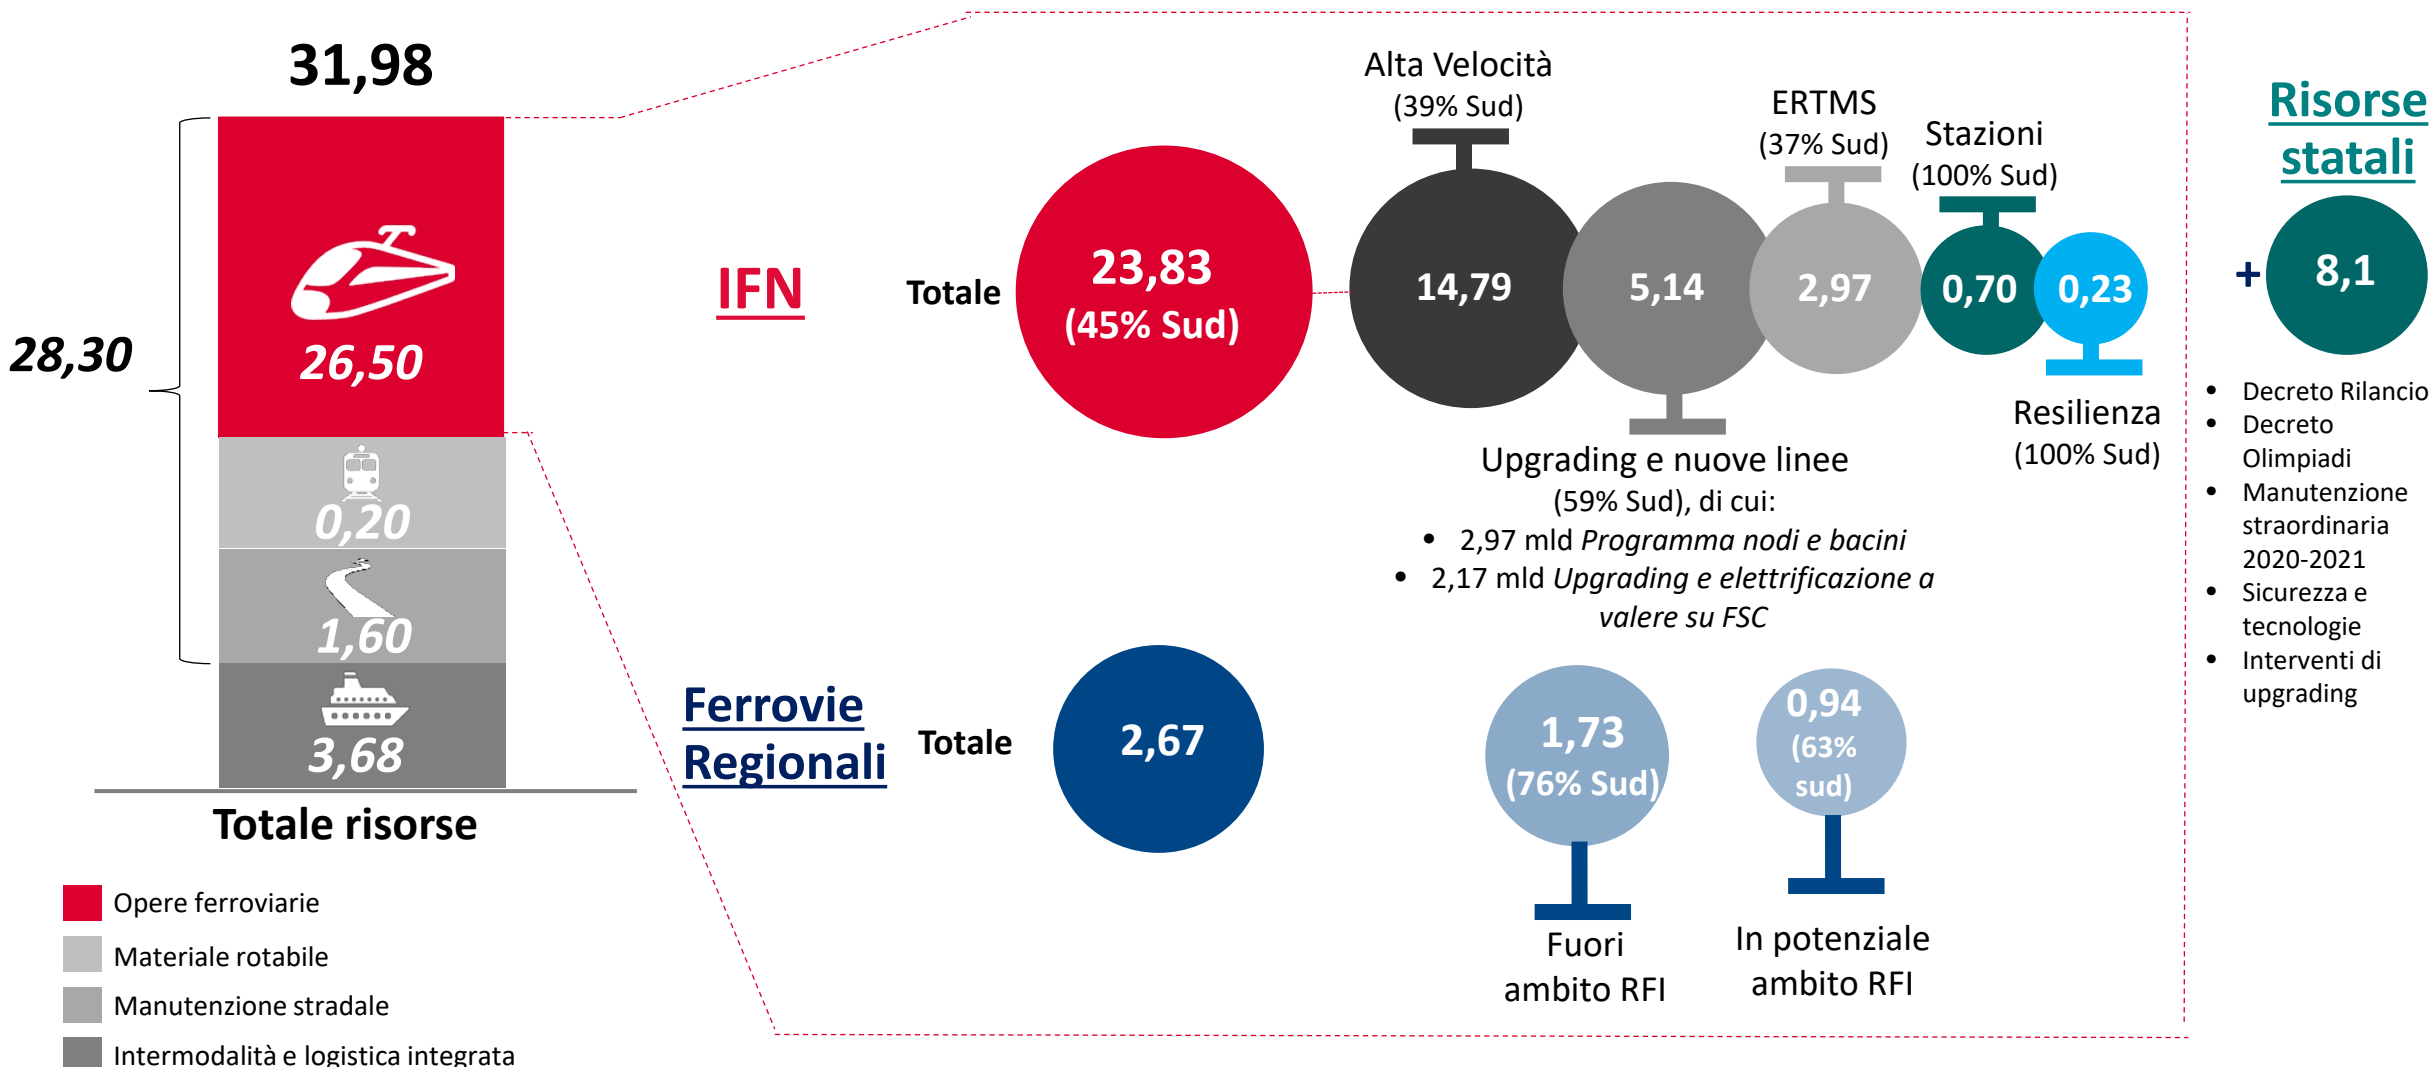 31,98
28,30
26,50
0,20
1,60
3,68
Totale risorse
Opere ferroviarie
Materiale rotabile
Manutenzione stradale
Intermodalità e logistica integrata
IFN
Totale
23,83
(45% Sud)
Alta Velocità
(39% Sud)
14,79
5,14
Upgrading e nuove linee
(59% Sud), di cui:
• 2,97 mld Programma nodi e bacini
• 2,17 mld Upgrading e elettrificazione a
valere su FSC
ERTMS
(37% Sud)
2,97
Stazioni
(100% Sud)
0,70
0,23
Resilienza
(100% Sud)
Ferrovie
Regionali
Totale
2,67
1,73
(76% Sud)
Fuori
ambito RFI
0,94
(63%
sud)
In potenziale
ambito RFI
Risorse
statali
+
8,1
• Decreto Rilancio
• Decreto
Olimpiadi
• Manutenzione
straordinaria
2020-2021
• Sicurezza e
tecnologie
• Interventi di
upgrading